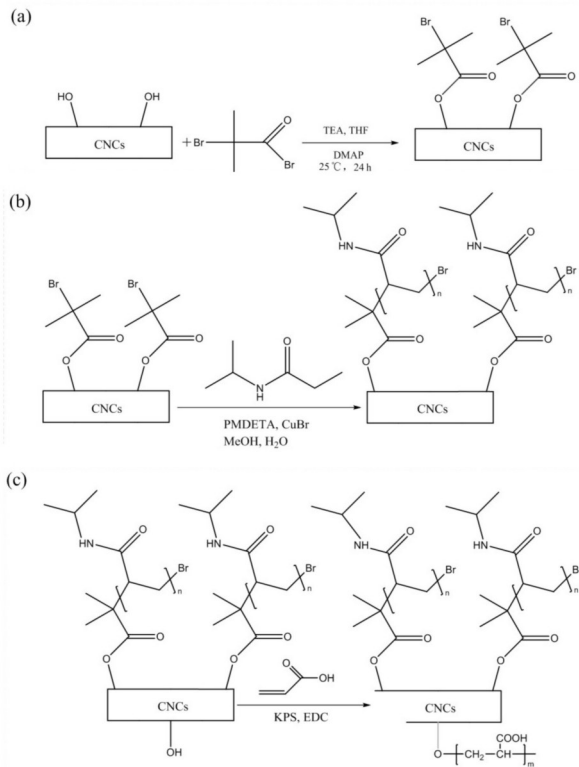 (a)
Br Br
O O
O O
HO OH
CNCs + Br O Br TEA, THF CNCs
DMAP
25℃, 24 h
(b)
HN O HN O
Br Br
n n
Br Br
O O
O O
O O
O
N
H
CNCs CNCs
PMDETA, CuBr
MeOH, H₂O
(c)
HN O HN O NH O HN O
Br Br Br B
n n n n
O O O O
O O O O
O OH
CNCs CNCs
KPS, EDC
OH
COOH
O CH₂ CH
m